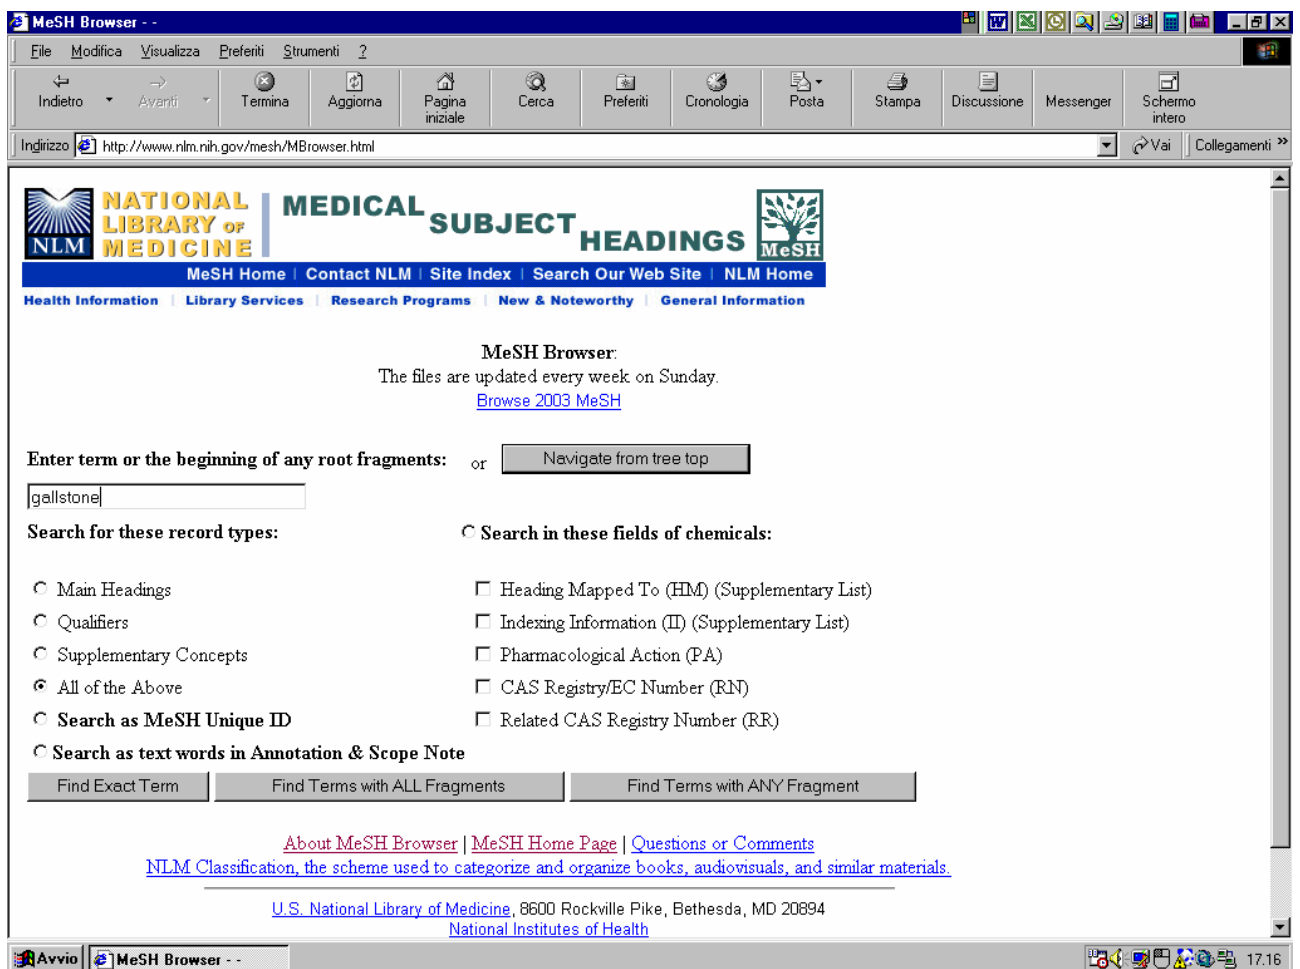 MeSH Browser - -
File Modifica Visualizza Preferiti Strumenti ?
Indietro Avanti Termina Aggiorna Pagina iniziale Cerca Preferiti Cronologia Posta Stampa Discussione Messenger Schermo intero
Indirizzo http://www.nlm.nih.gov/mesh/MBrowser.html Vai Collegamenti »
NLM NATIONAL LIBRARY OF MEDICINE MEDICAL SUBJECT HEADINGS MeSH
MeSH Home | Contact NLM | Site Index | Search Our Web Site | NLM Home
Health Information | Library Services | Research Programs | New & Noteworthy | General Information
MeSH Browser:
The files are updated every week on Sunday.
Browse 2003 MeSH
Enter term or the beginning of any root fragments: or Navigate from tree top
gallstone
Search for these record types: Search in these fields of chemicals:
Main Headings Heading Mapped To (HM) (Supplementary List)
Qualifiers Indexing Information (II) (Supplementary List)
Supplementary Concepts Pharmacological Action (PA)
All of the Above CAS Registry/EC Number (RN)
Search as MeSH Unique ID Related CAS Registry Number (RR)
Search as text words in Annotation & Scope Note
Find Exact Term Find Terms with ALL Fragments Find Terms with ANY Fragment
About MeSH Browser | MeSH Home Page | Questions or Comments
NLM Classification, the scheme used to categorize and organize books, audiovisuals, and similar materials.
U.S. National Library of Medicine, 8600 Rockville Pike, Bethesda, MD 20894
National Institutes of Health
Avvio MeSH Browser - - 17.16